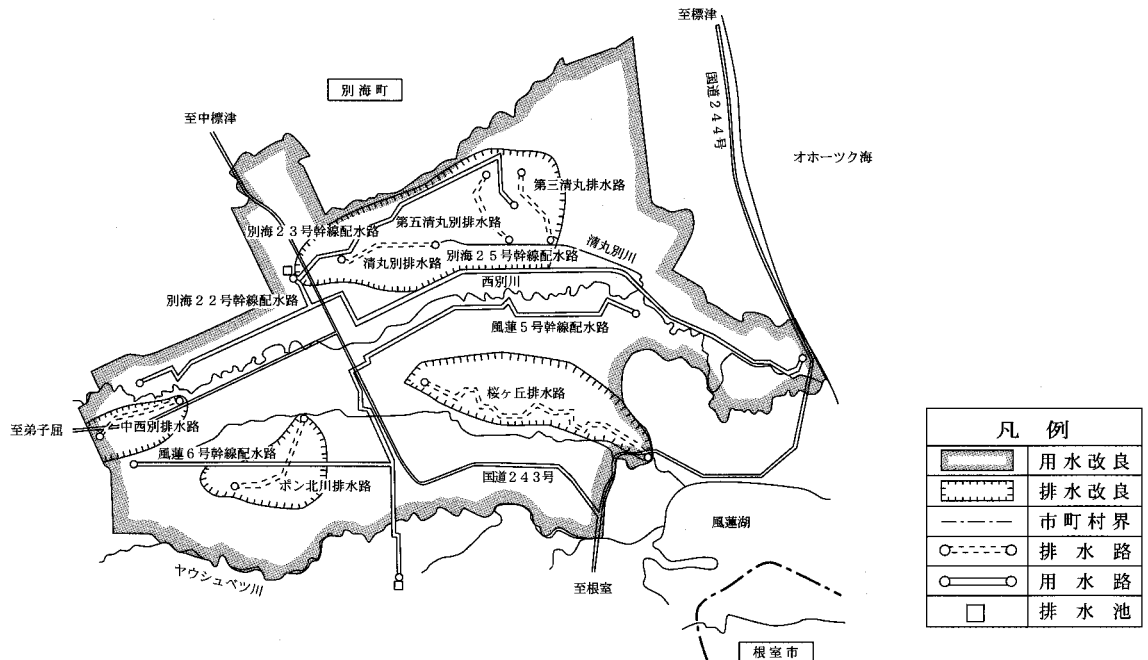 至標津
国道244号
別海町
至中標津
オホーツク海
第三清丸排水路
第五清丸別排水路
別海23号幹線配水路
清丸別川
清丸別排水路
別海25号幹線配水路
西別川
別海22号幹線配水路
風蓮5号幹線配水路
桜ヶ丘排水路
至弟子屈
中西別排水路
風蓮6号幹線配水路
ポン北川排水路
国道243号
風蓮湖
ヤウシュベツ川
至根室
根室市
凡例
用水改良
排水改良
市町村界
排水路
用水路
排水池